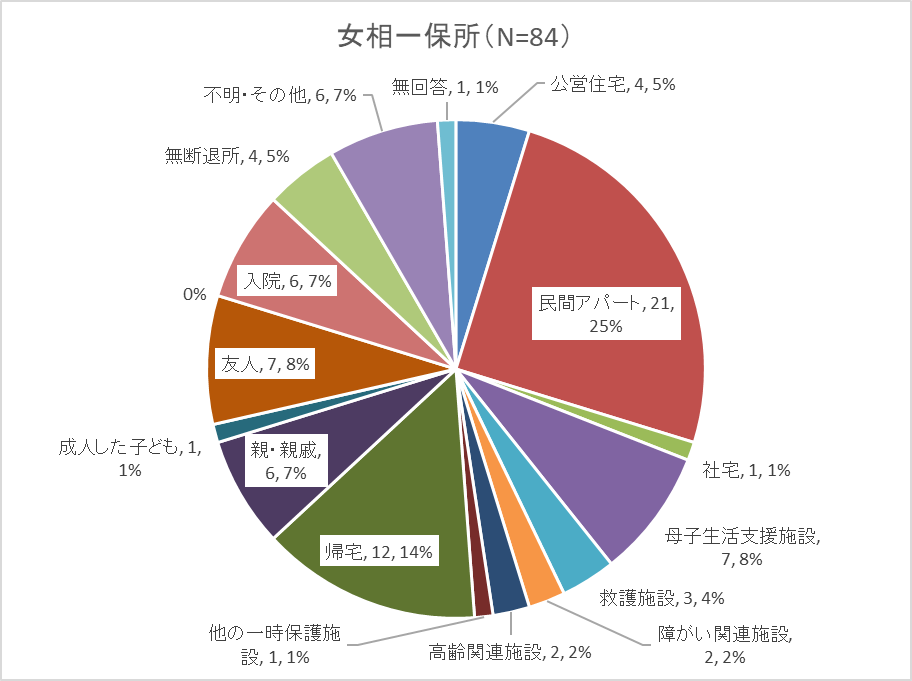 女相一保所（N=84）
公営住宅, 4, 5%
民間アパート, 21,
25%
社宅, 1, 1%
母子生活支援施設,
7, 8%
救護施設, 3, 4%
障がい関連施設,
2, 2%
高齢関連施設, 2, 2%
他の一時保護施
設, 1, 1%
帰宅, 12, 14%
親・親戚,
6, 7%
成人した子ども, 1,
1%
友人, 7, 8%
0%
入院, 6, 7%
無断退所, 4, 5%
不明・その他, 6, 7%
無回答, 1, 1%